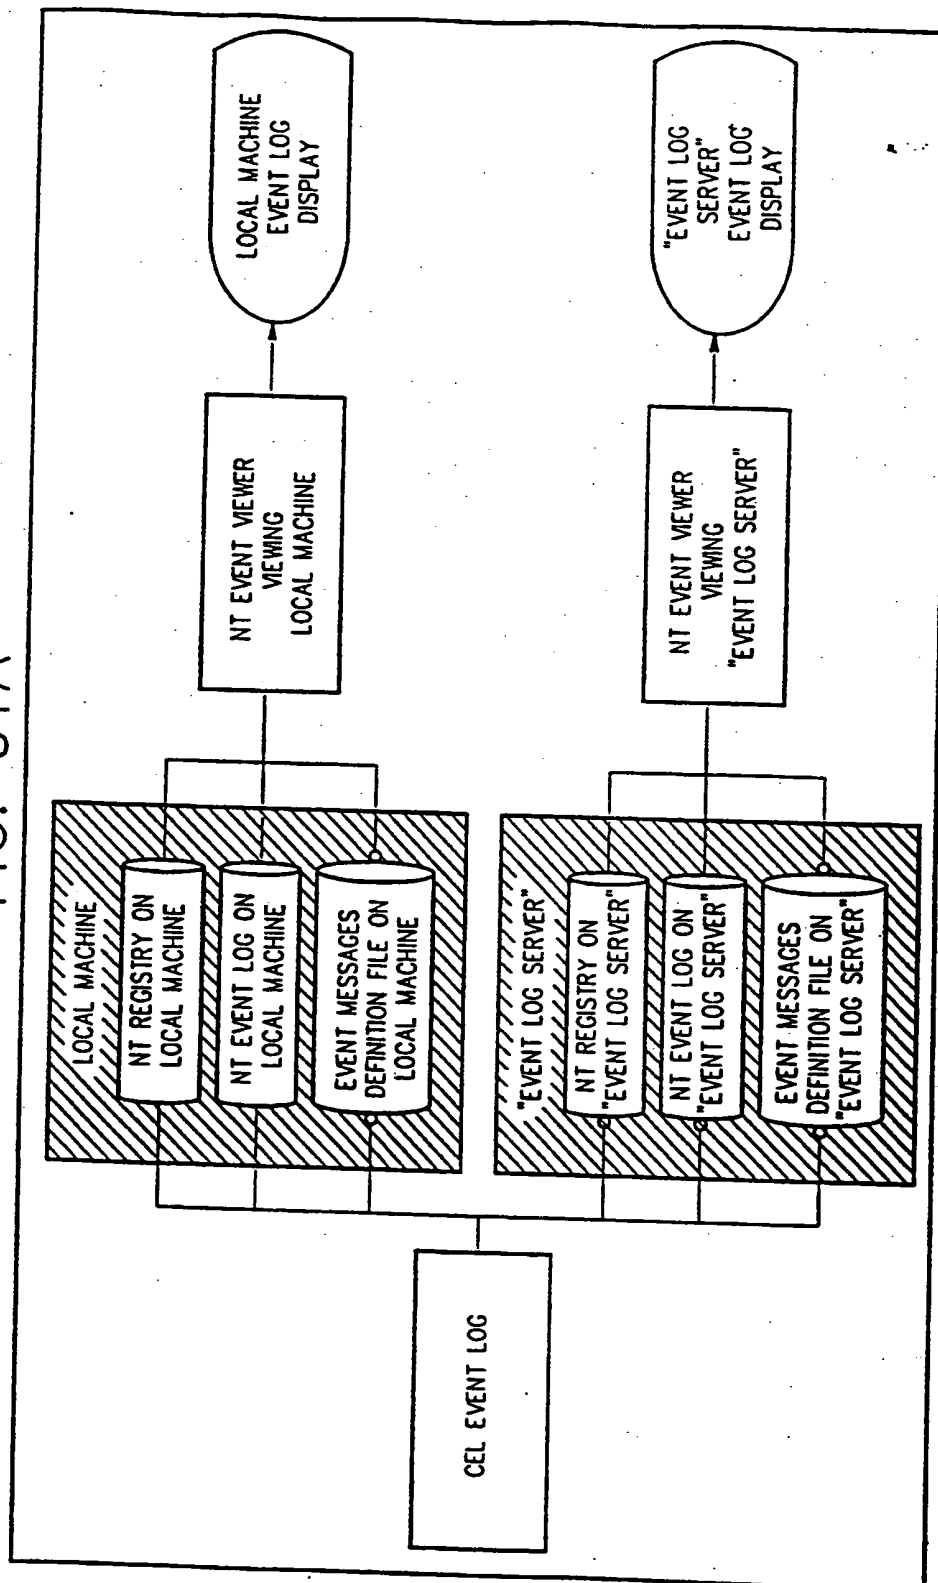 LOCAL MACHINE
NT REGISTRY ON
LOCAL MACHINE
NT EVENT LOG ON
LOCAL MACHINE
EVENT MESSAGES
DEFINITION FILE ON
LOCAL MACHINE
NT EVENT VIEWER
VIEWING
LOCAL MACHINE
LOCAL MACHINE
EVENT LOG
DISPLAY
CEL EVENT LOG
"EVENT LOG SERVER"
NT REGISTRY ON
"EVENT LOG SERVER"
NT EVENT LOG ON
"EVENT LOG SERVER"
EVENT MESSAGES
DEFINITION FILE ON
"EVENT LOG SERVER"
NT EVENT VIEWER
VIEWING
"EVENT LOG SERVER"
"EVENT LOG
SERVER"
EVENT LOG
DISPLAY